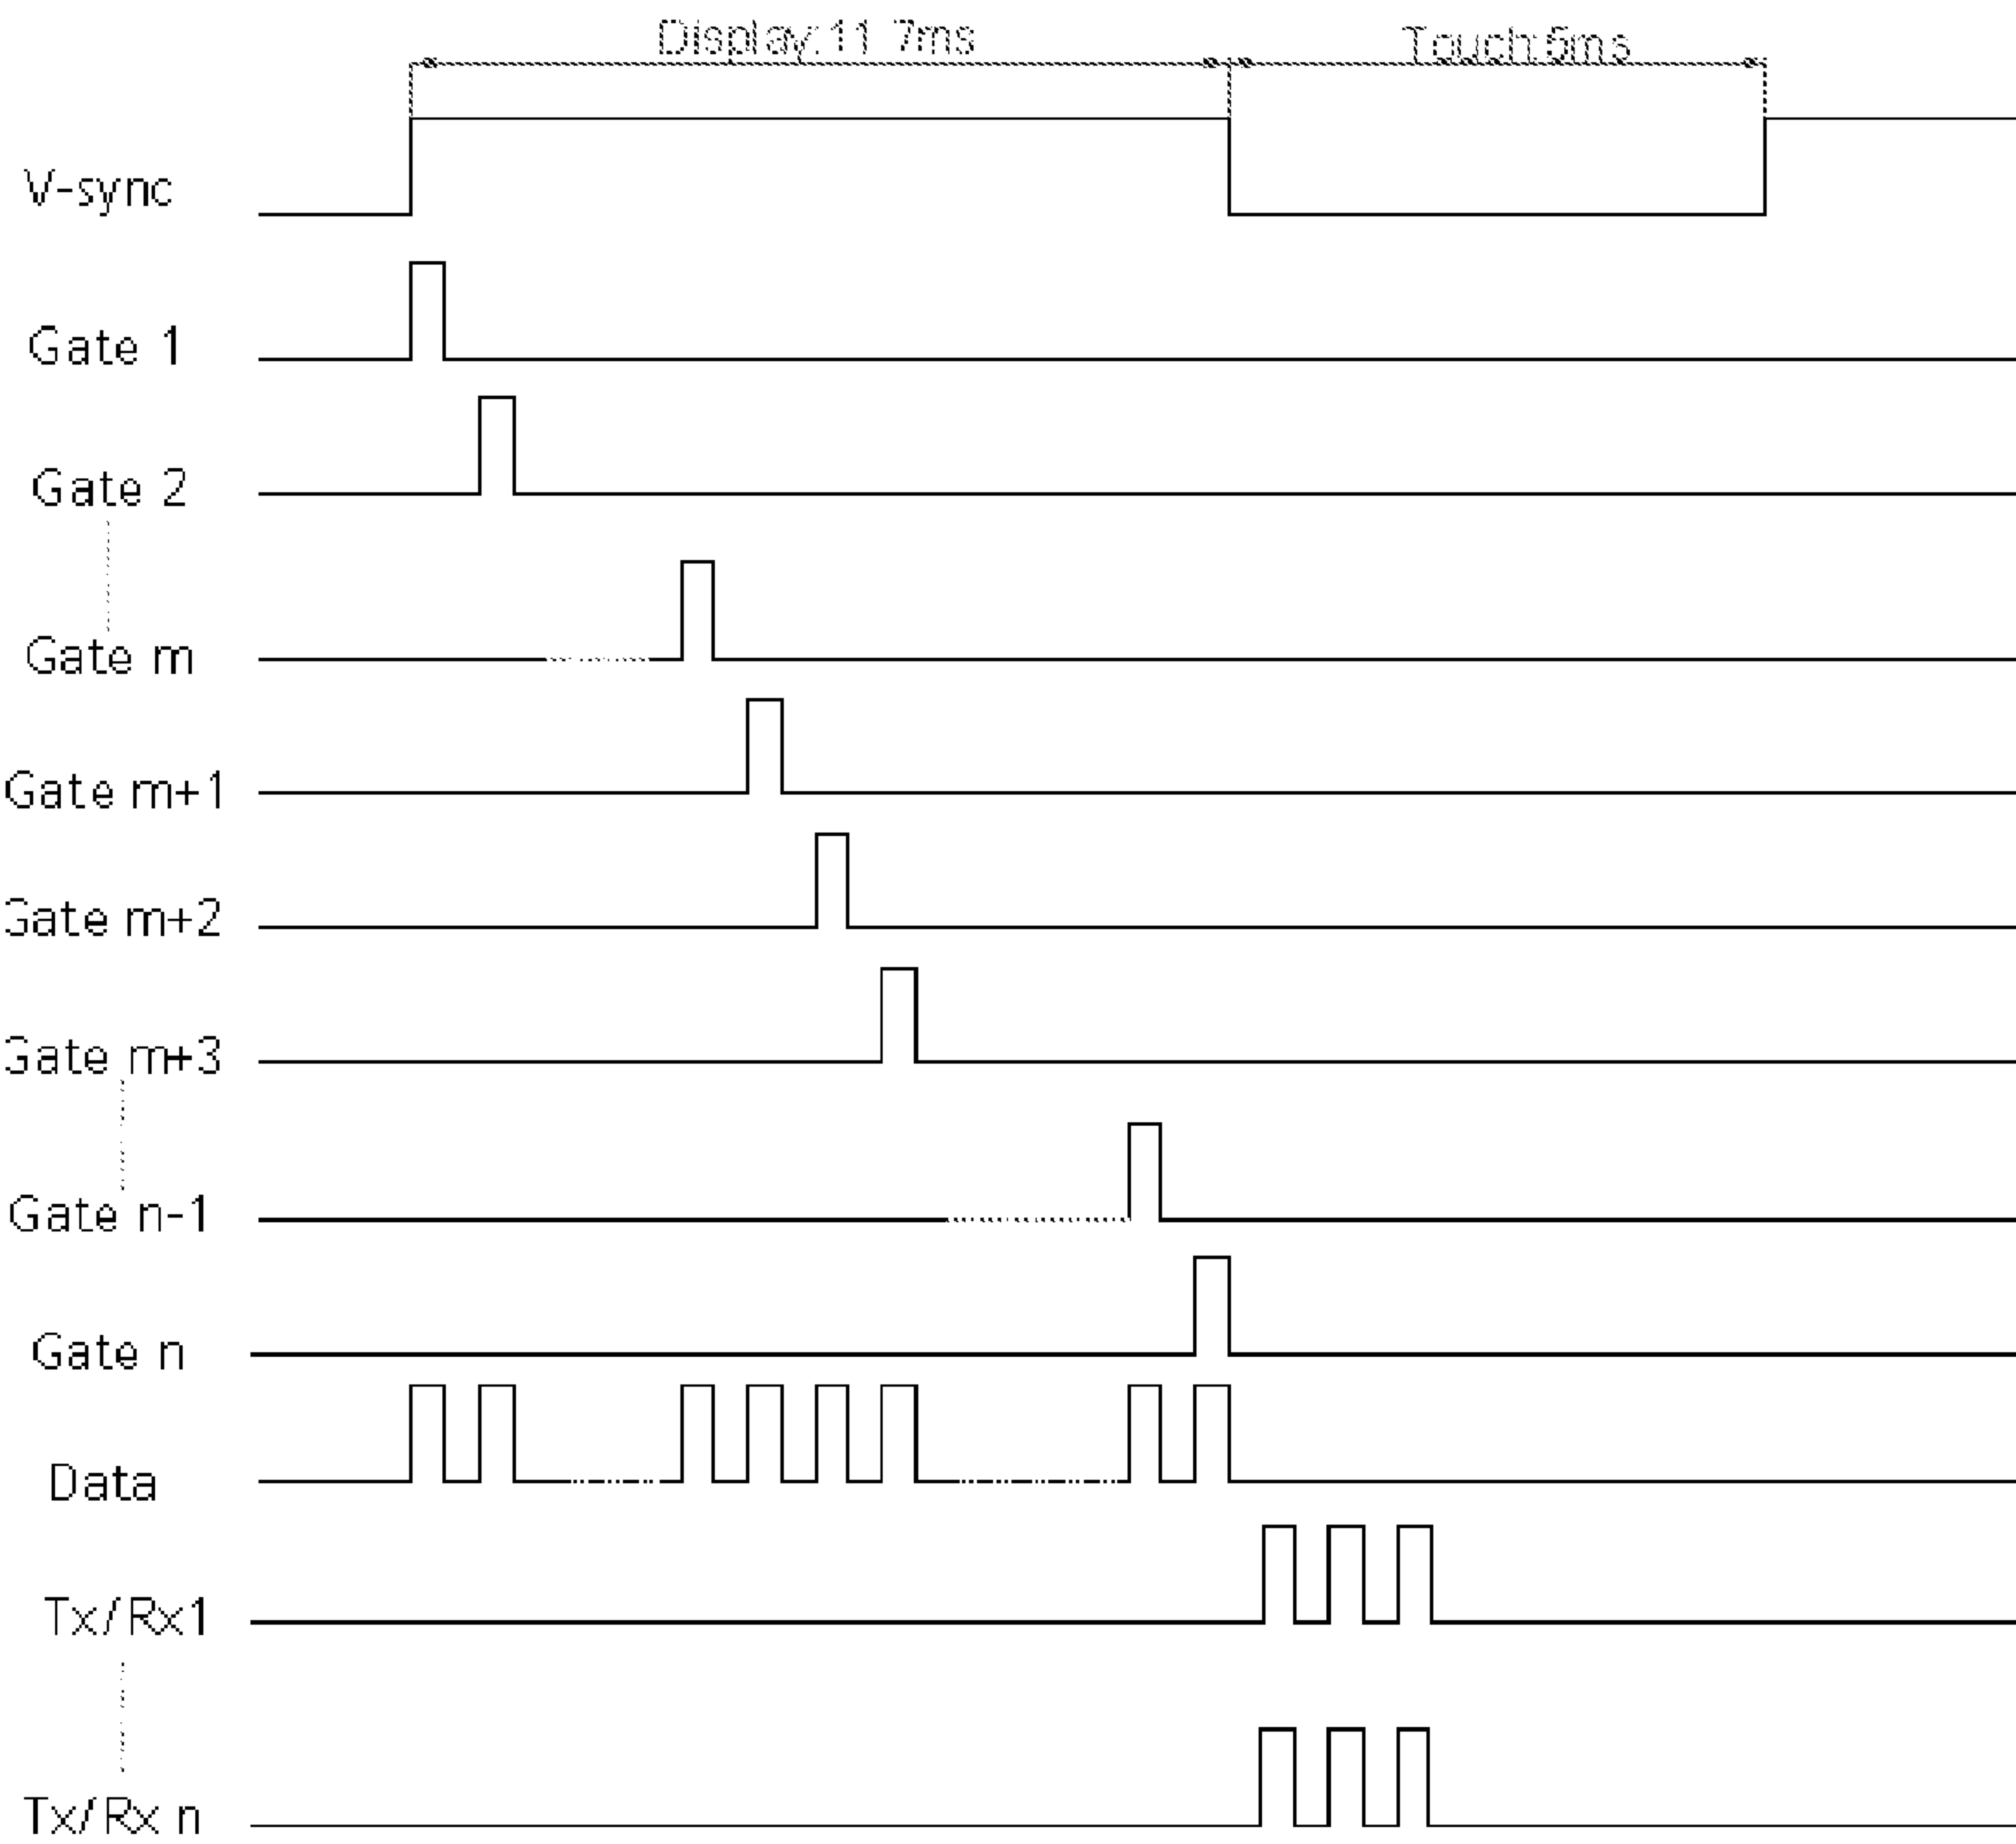 Display:11.7ms
Touch:5ms
V-sync
Gate 1
Gate 2
Gate m
Gate m+1
Gate m+2
Gate m+3
Gate n-1
Gate n
Data
Tx/Rx1
Tx/Rx n